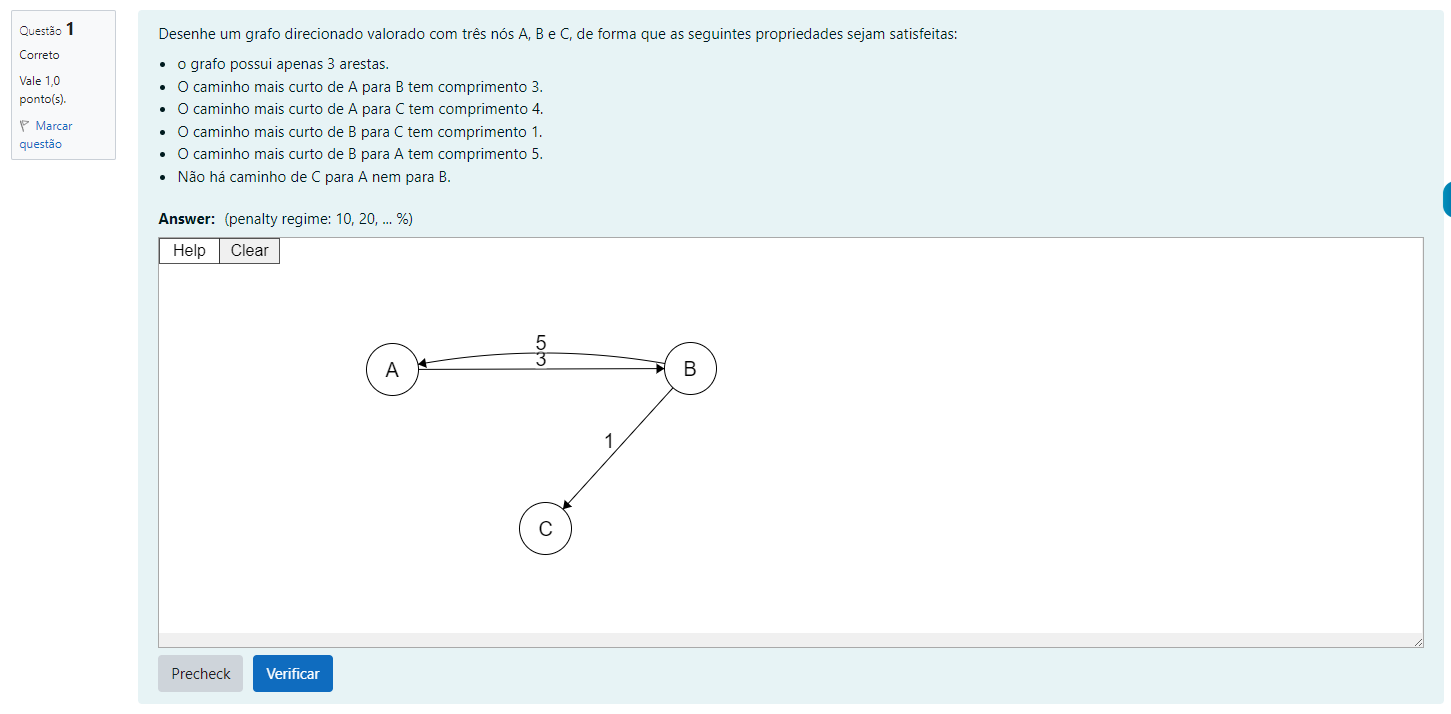 Questão 1
Correto
Vale 1,0
ponto(s).
Marcar
questão
Desenhe um grafo direcionado valorado com três nós A, B e C, de forma que as seguintes propriedades sejam satisfeitas:
• o grafo possui apenas 3 arestas.
• O caminho mais curto de A para B tem comprimento 3.
• O caminho mais curto de A para C tem comprimento 4.
• O caminho mais curto de B para C tem comprimento 1.
• O caminho mais curto de B para A tem comprimento 5.
• Não há caminho de C para A nem para B.
Answer: (penalty regime: 10, 20, ... %)
Help Clear
5
3
A B
1
C
Precheck Verificar